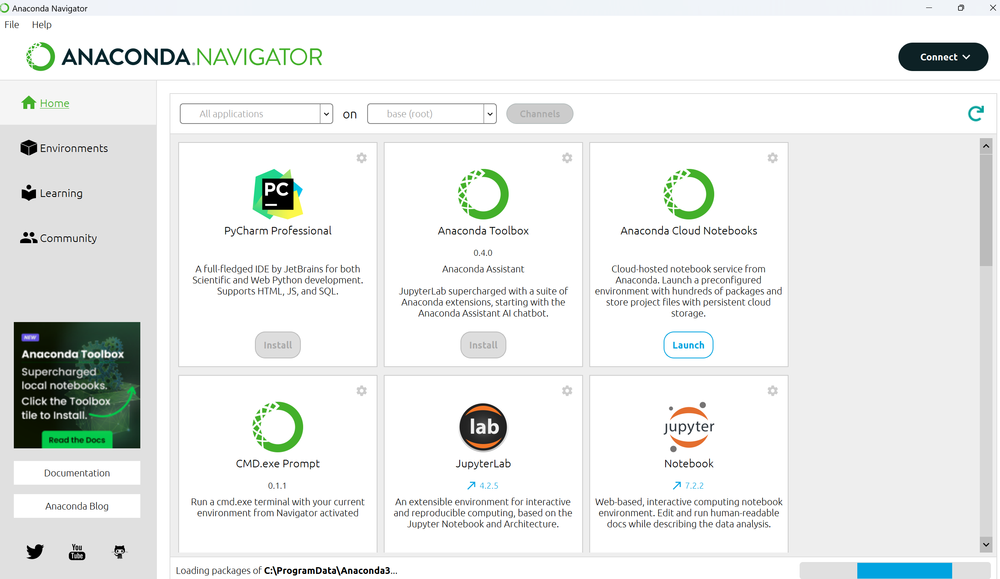 Anaconda Navigator
File Help
ANACONDA.NAVIGATOR
Connect
Home
Environments
Learning
Community
NEW
Anaconda Toolbox
Supercharged
local notebooks.
Click the Toolbox
tile to Install.
Read the Docs
Documentation
Anaconda Blog
You
Tube
All applications on base (root) Channels
PC
PyCharm Professional
A full-fledged IDE by JetBrains for both
Scientific and Web Python development.
Supports HTML, JS, and SQL.
Install
Anaconda Toolbox
0.4.0
Anaconda Assistant
JupyterLab supercharged with a suite of
Anaconda extensions, starting with the
Anaconda Assistant AI chatbot.
Install
Anaconda Cloud Notebooks
Cloud-hosted notebook service from
Anaconda. Launch a preconfigured
environment with hundreds of packages and
store project files with persistent cloud
storage.
Launch
CMD.exe Prompt
0.1.1
Run a cmd.exe terminal with your current
environment from Navigator activated
lab
JupyterLab
4.2.5
An extensible environment for interactive
and reproducible computing, based on the
Jupyter Notebook and Architecture.
jupyter
Notebook
7.2.2
Web-based, interactive computing notebook
environment. Edit and run human-readable
docs while describing the data analysis.
Loading packages of C:\ProgramData\Anaconda3...